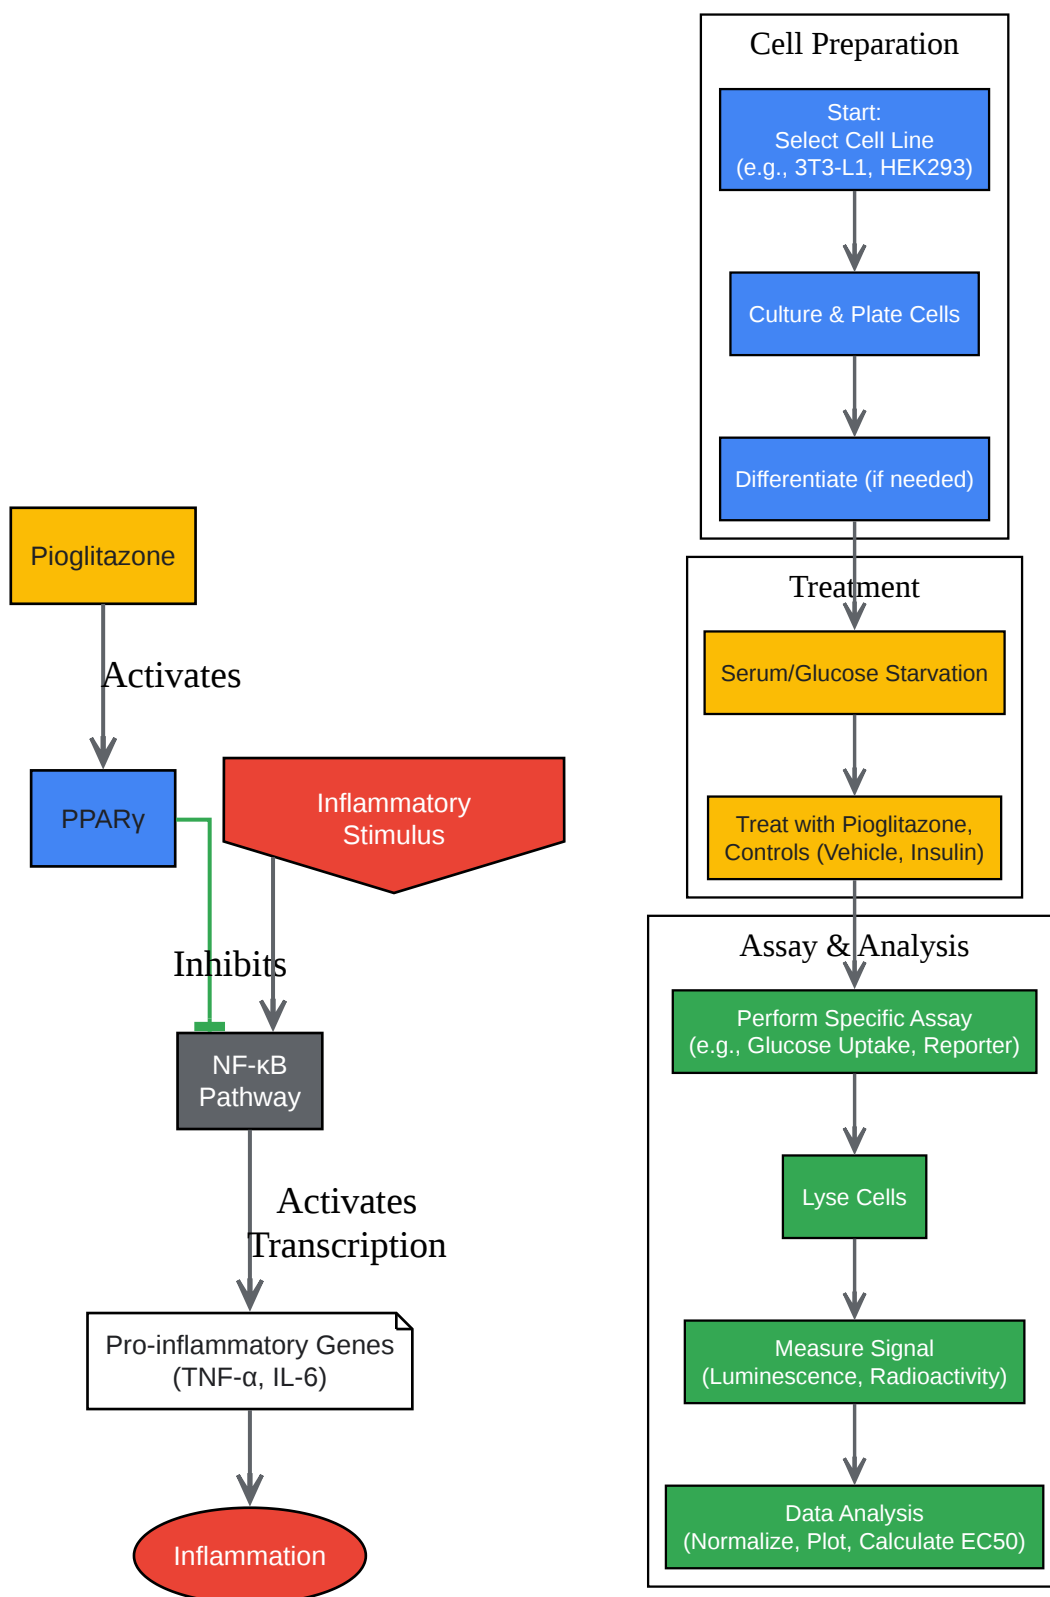 Pioglitazone
Activates
PPARγ
Inflammatory
Stimulus
Inhibits
NF-κB
Pathway
Activates
Transcription
Pro-inflammatory Genes
(TNF-α, IL-6)
Inflammation
Cell Preparation
Start:
Select Cell Line
(e.g., 3T3-L1, HEK293)
Culture & Plate Cells
Differentiate (if needed)
Treatment
Serum/Glucose Starvation
Treat with Pioglitazone,
Controls (Vehicle, Insulin)
Assay & Analysis
Perform Specific Assay
(e.g., Glucose Uptake, Reporter)
Lyse Cells
Measure Signal
(Luminescence, Radioactivity)
Data Analysis
(Normalize, Plot, Calculate EC50)